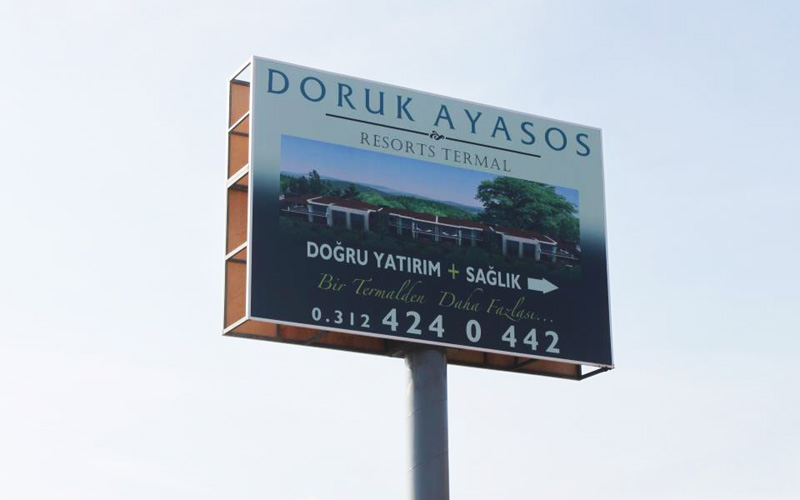 DORUK AYASOS
RESORTS TERMAL
DOĞRU YATIRIM + SAĞLIK
Bir Termalden Daha Fazlası...
0.312 424 0 442